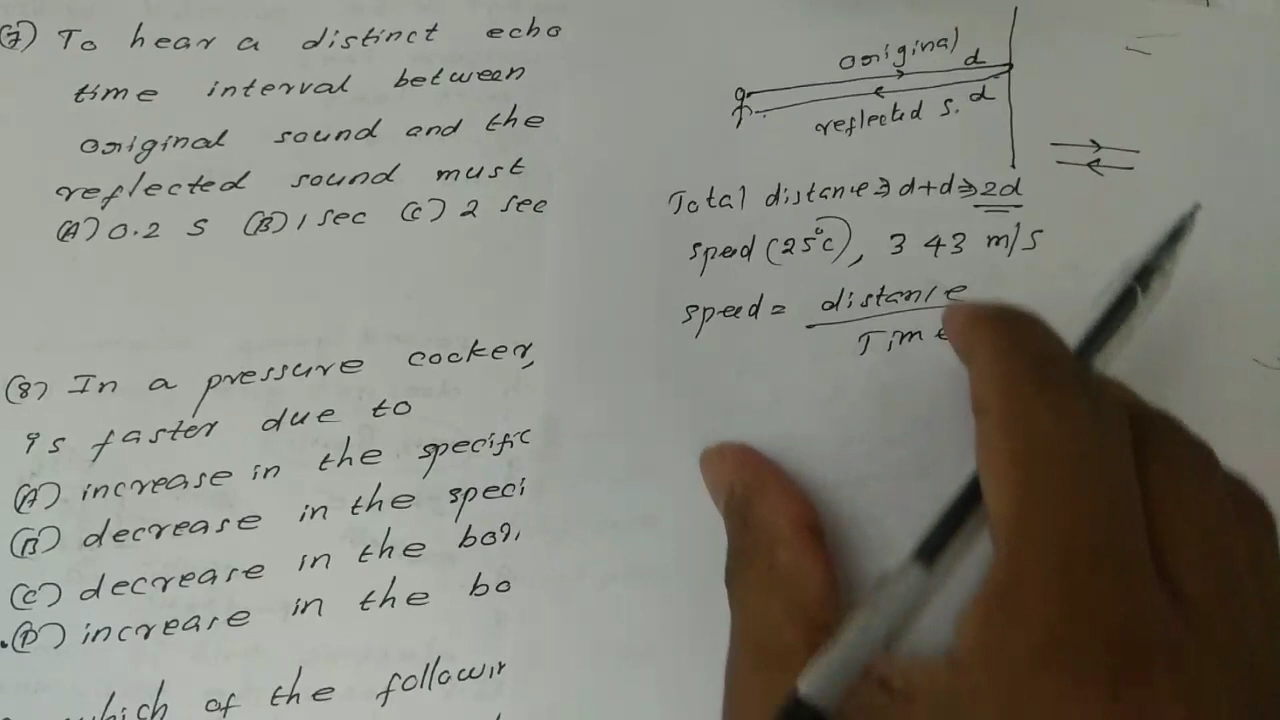 (7) To hear a distinct echo
time interval between
original sound and the
reflected sound must
(A) 0.2 s (B) 1 sec (C) 2 sec
(8) In a pressure cocker,
is faster due to
(A) increase in the specific
(B) decrease in the speci
(C) decrease in the boi
(D) increase in the bo
which of the followin
original d
reflected s. d
Total distance ⇒ d+d ⇒ 2d
speed (25°C), 343 m/s
speed = distance
Time